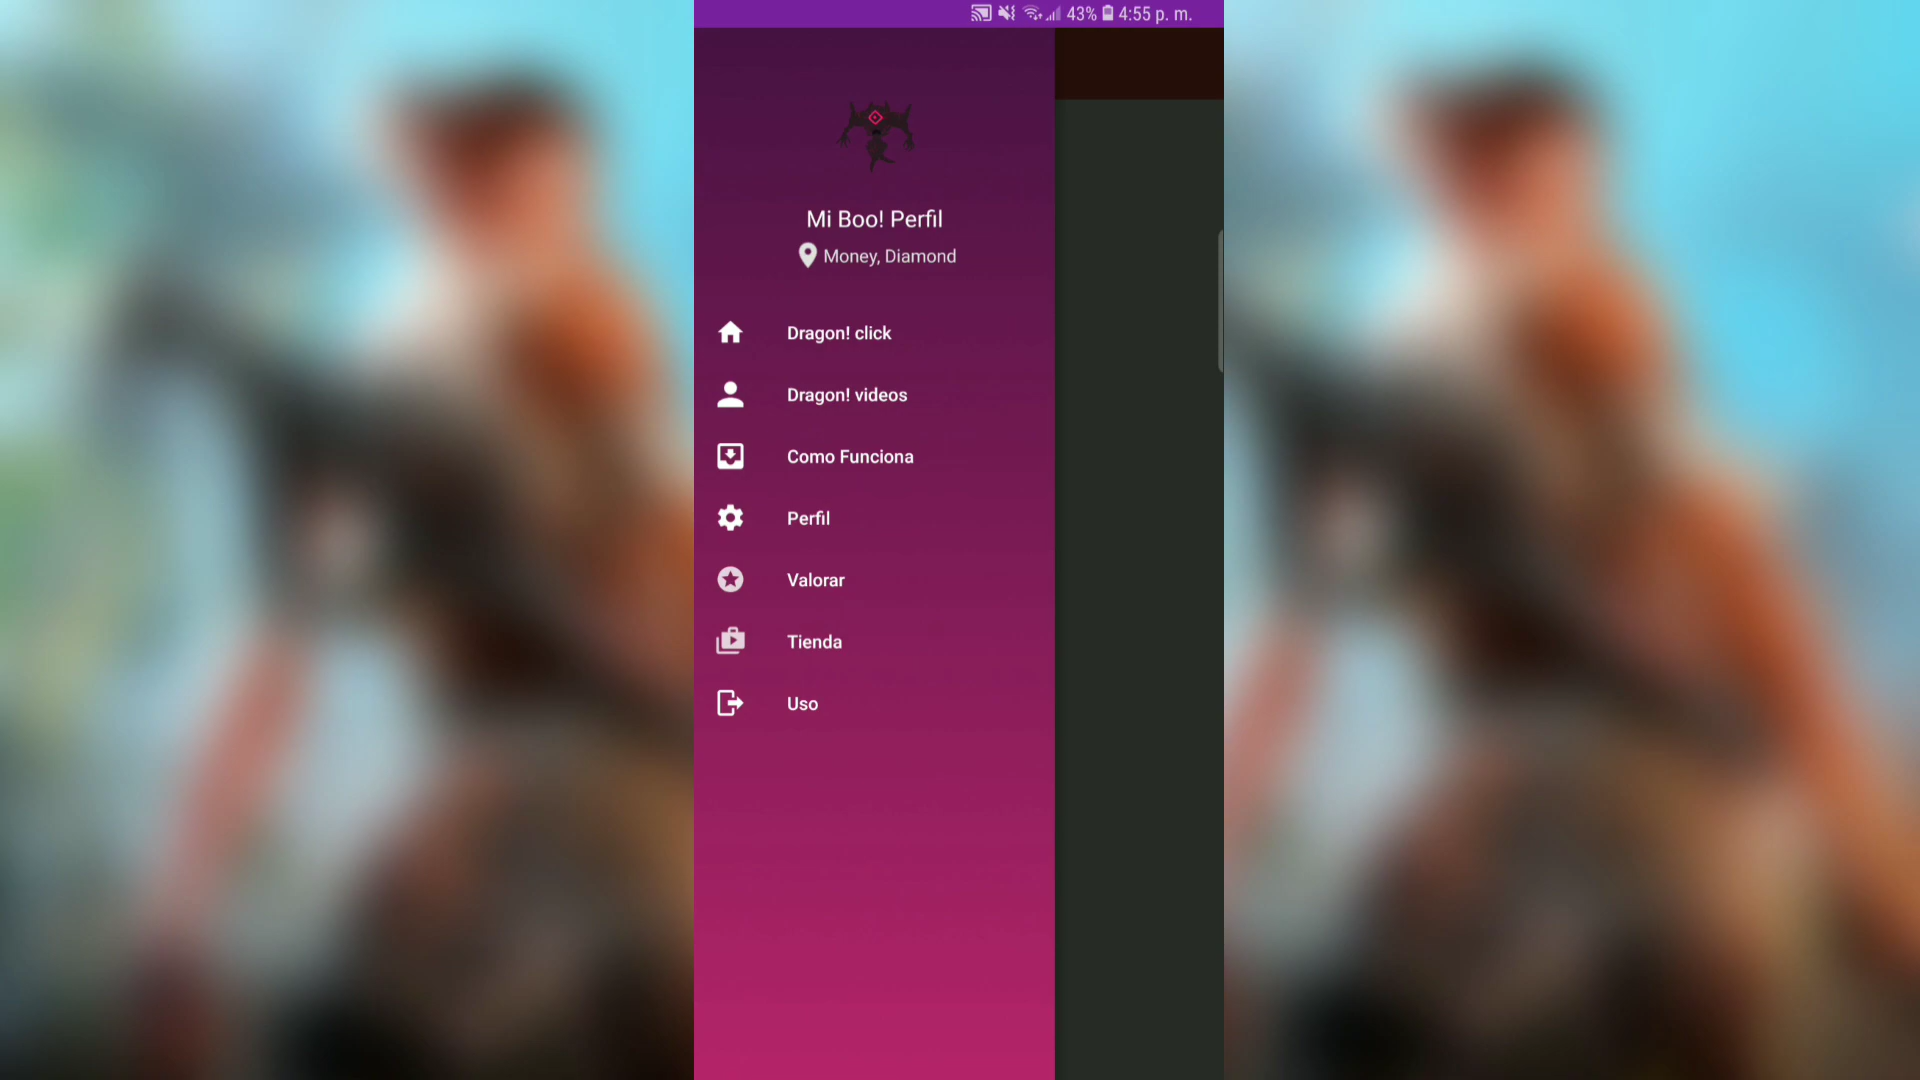 43% 4:55 p. m.
Mi Boo! Perfil
Money, Diamond
Dragon! click
Dragon! videos
Como Funciona
Perfil
Valorar
Tienda
Uso